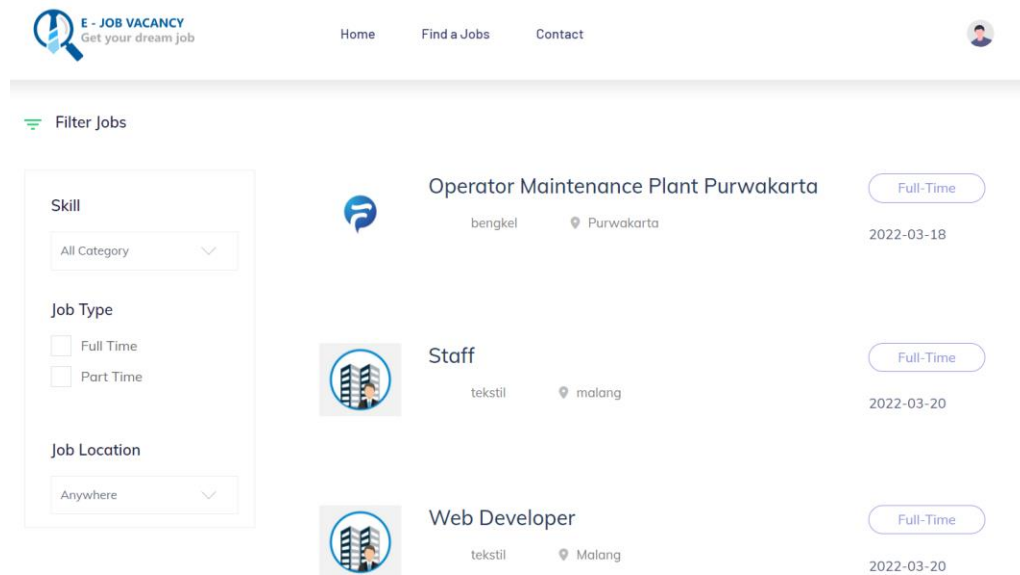 E - JOB VACANCY
Get your dream job
Home
Find a Jobs
Contact
Filter Jobs
Skill
All Category
Job Type
Full Time
Part Time
Job Location
Anywhere
Operator Maintenance Plant Purwakarta
bengkel
Purwakarta
Full-Time
2022-03-18
Staff
tekstil
malang
Full-Time
2022-03-20
Web Developer
tekstil
Malang
Full-Time
2022-03-20